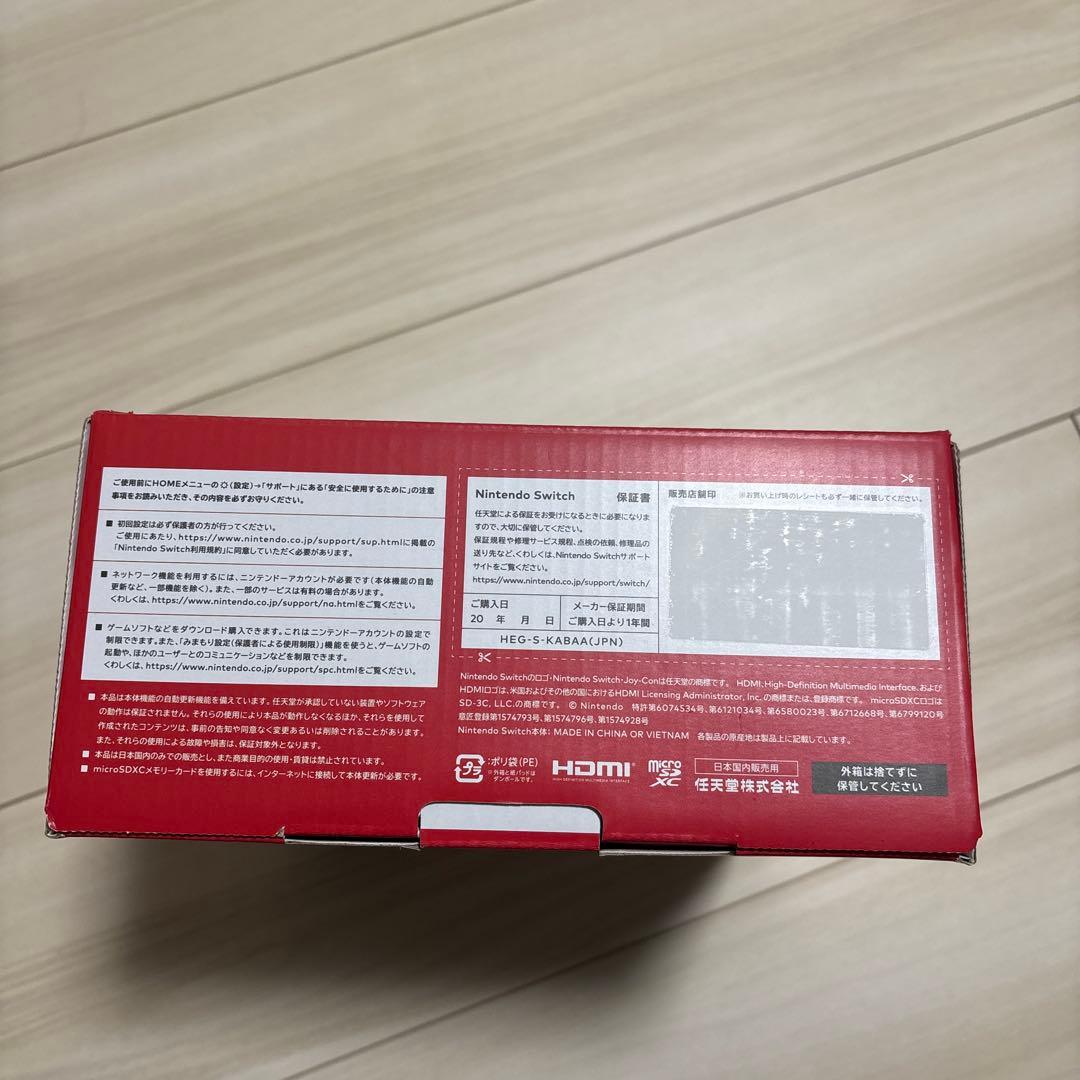 ご使用前にHOMEメニューの(設定)→「サポート」にある「安全に使用するために」の注意
事項をお読みいただき、その内容を必ずお守りください。
■ 初回設定は必ず保護者の方が行ってください。
ご使用にあたり、https://www.nintendo.co.jp/support/sup.htmlに掲載の
「Nintendo Switch利用規約」に同意していただく必要があります。
■ ネットワーク機能を利用するには、ニンテンドーアカウントが必要です(本体機能の自動
更新など、一部機能を除く)。また、一部のサービスは有料の場合があります。
くわしくは、https://www.nintendo.co.jp/support/na.htmlをご覧ください。
■ ゲームソフトなどをダウンロード購入できます。これはニンテンドーアカウントの設定で
制限できます。また、「みまもり設定(保護者による使用制限)」機能を使うと、ゲームソフトの
起動や、ほかのユーザーとのコミュニケーションなどを制限できます。
くわしくは、https://www.nintendo.co.jp/support/spc.htmlをご覧ください。
■ 本品は本体機能の自動更新機能を備えています。任天堂が承認していない装置やソフトウェア
の動作は保証されません。それらの使用により本品が動作しなくなるほか、それらを使用して
作成されたコンテンツは、事前の告知や同意なく変更あるいは削除されることがあります。
また、それらの使用による故障や損害は、保証対象外となります。
■ 本品は日本国内のみでの販売とし、また商業目的の使用・賃貸は禁止されています。
■ microSDXCメモリーカードを使用するには、インターネットに接続して本体更新が必要です。
Nintendo Switch 保証書
任天堂による保証をお受けになるときに必要になりま
すので、大切に保管してください。
保証規程や修理サービス規程、点検の依頼、修理品の
送り先など、くわしくは、Nintendo Switchサポート
サイトをご覧ください。
https://www.nintendo.co.jp/support/switch/
ご購入日
20 年 月 日
メーカー保証期間
ご購入日より1年間
HEG-S-KABAA(JPN)
販売店舗印 ※お買い上げ時のレシートも必ず一緒に保管してください。
Nintendo Switchのロゴ・Nintendo Switch・Joy-Conは任天堂の商標です。 HDMI、High-Definition Multimedia Interface、および
HDMIロゴは、米国およびその他の国におけるHDMI Licensing Administrator, Inc. の商標または、登録商標です。 microSDXCロゴは
SD-3C, LLC.の商標です。 © Nintendo 特許第6074534号、第6121034号、第6580023号、第6712668号、第6799120号
意匠登録第1574793号、第1574796号、第1574928号
Nintendo Switch本体: MADE IN CHINA OR VIETNAM 各製品の原産地は製品上に記載しています。
プラ
:ポリ袋(PE)
※外箱と紙パッドは
ダンボールです。
HDMI
HIGH-DEFINITION MULTIMEDIA INTERFACE
micro
SD
XC
日本国内販売用
任天堂株式会社
外箱は捨てずに
保管してください